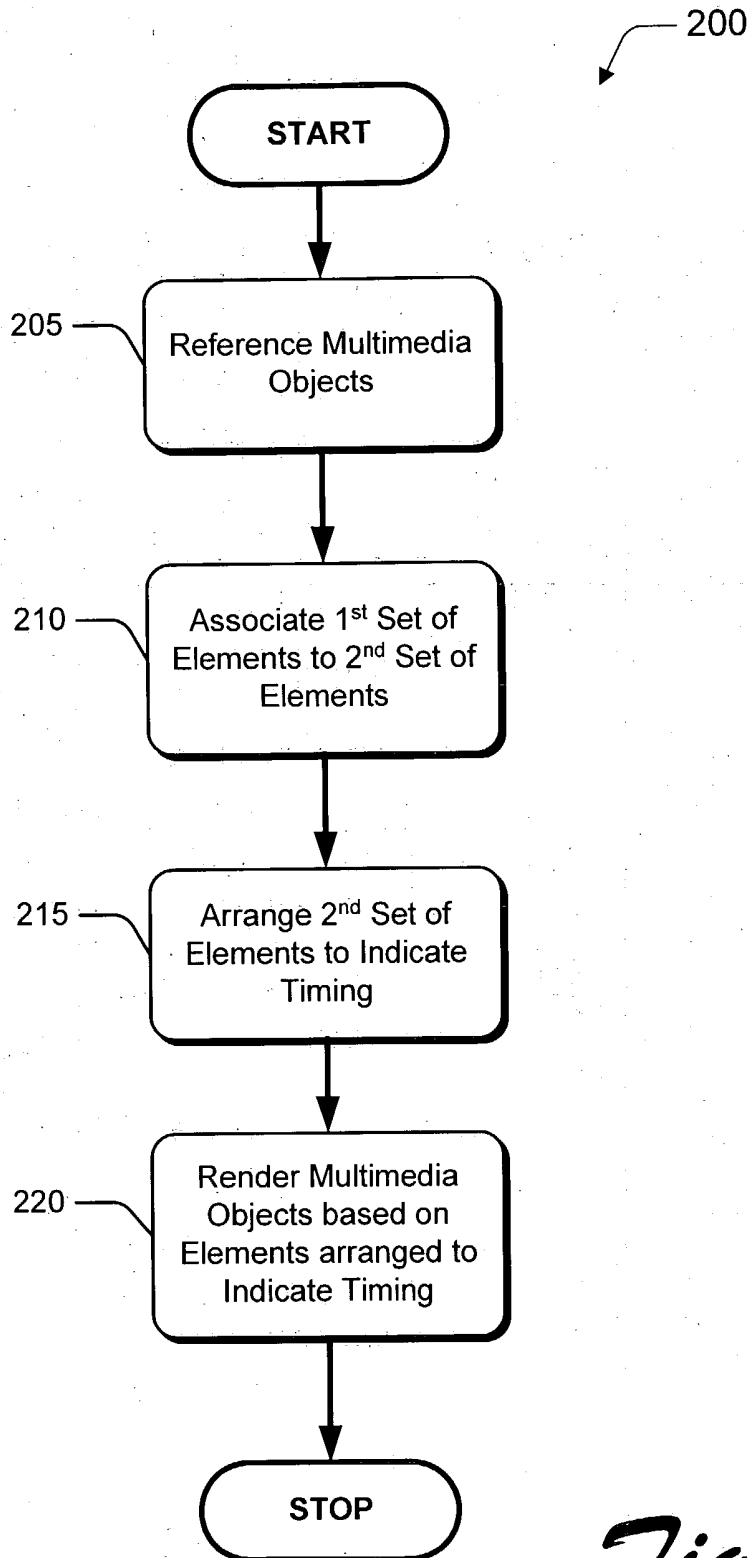 200
START
205
Reference Multimedia
Objects
210
Associate 1st Set of
Elements to 2nd Set of
Elements
215
Arrange 2nd Set of
Elements to Indicate
Timing
220
Render Multimedia
Objects based on
Elements arranged to
Indicate Timing
STOP